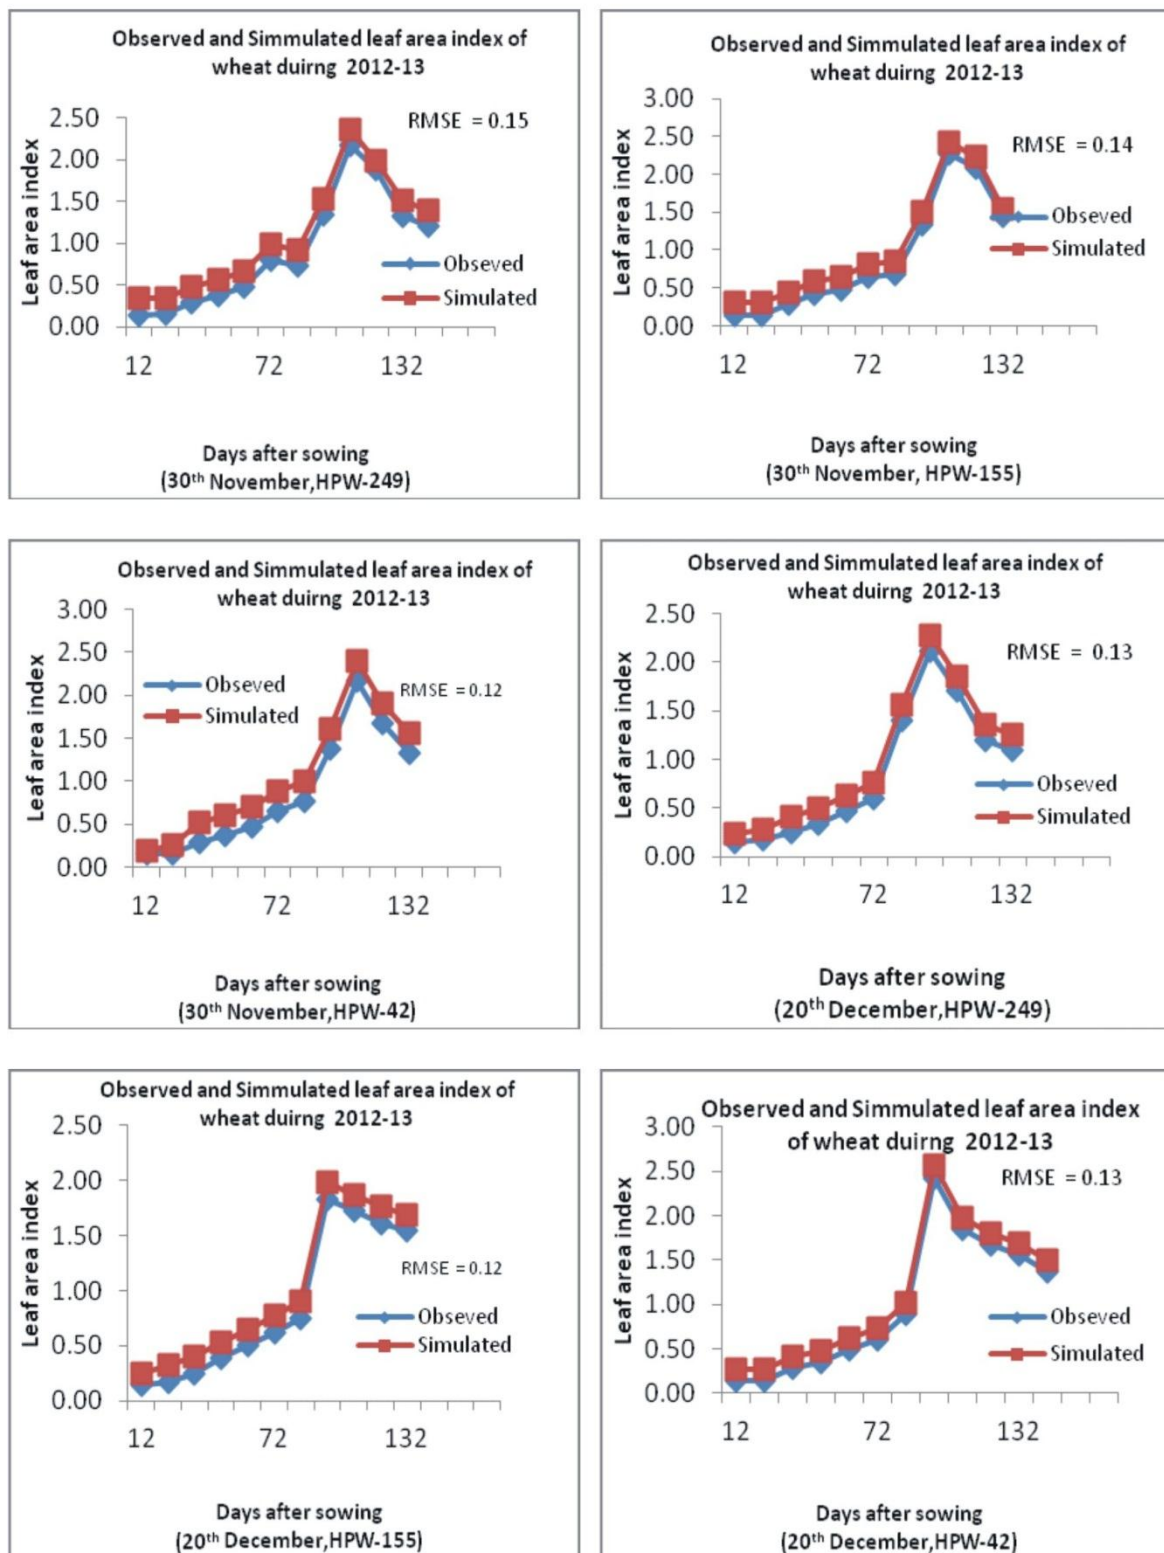 Observed and Simmulated leaf area index of
wheat duirng 2012-13
RMSE = 0.15
Leaf area index
2.50
2.00
1.50
1.00
0.50
0.00
Obseved
Simulated
12 72 132
Days after sowing
(30th November,HPW-249)
Observed and Simmulated leaf area index of
wheat duirng 2012-13
RMSE = 0.14
Leaf area index
3.00
2.50
2.00
1.50
1.00
0.50
0.00
Obseved
Simulated
12 72 132
Days after sowing
(30th November, HPW-155)
Observed and Simmulated leaf area index of
wheat duirng 2012-13
Leaf area index
3.00
2.50
2.00
1.50
1.00
0.50
0.00
Obseved
Simulated
RMSE = 0.12
12 72 132
Days after sowing
(30th November,HPW-42)
Observed and Simmulated leaf area index of
wheat duirng 2012-13
RMSE = 0.13
Leaf area index
2.50
2.00
1.50
1.00
0.50
0.00
Obseved
Simulated
12 72 132
Days after sowing
(20th December,HPW-249)
Observed and Simmulated leaf area index of
wheat duirng 2012-13
Leaf area index
2.50
2.00
1.50
1.00
0.50
0.00
RMSE = 0.12
Obseved
Simulated
12 72 132
Days after sowing
(20th December,HPW-155)
Observed and Simmulated leaf area index
of wheat duirng 2012-13
RMSE = 0.13
Leaf area index
3.00
2.50
2.00
1.50
1.00
0.50
0.00
Obseved
Simulated
12 72 132
Days after sowing
(20th December,HPW-42)